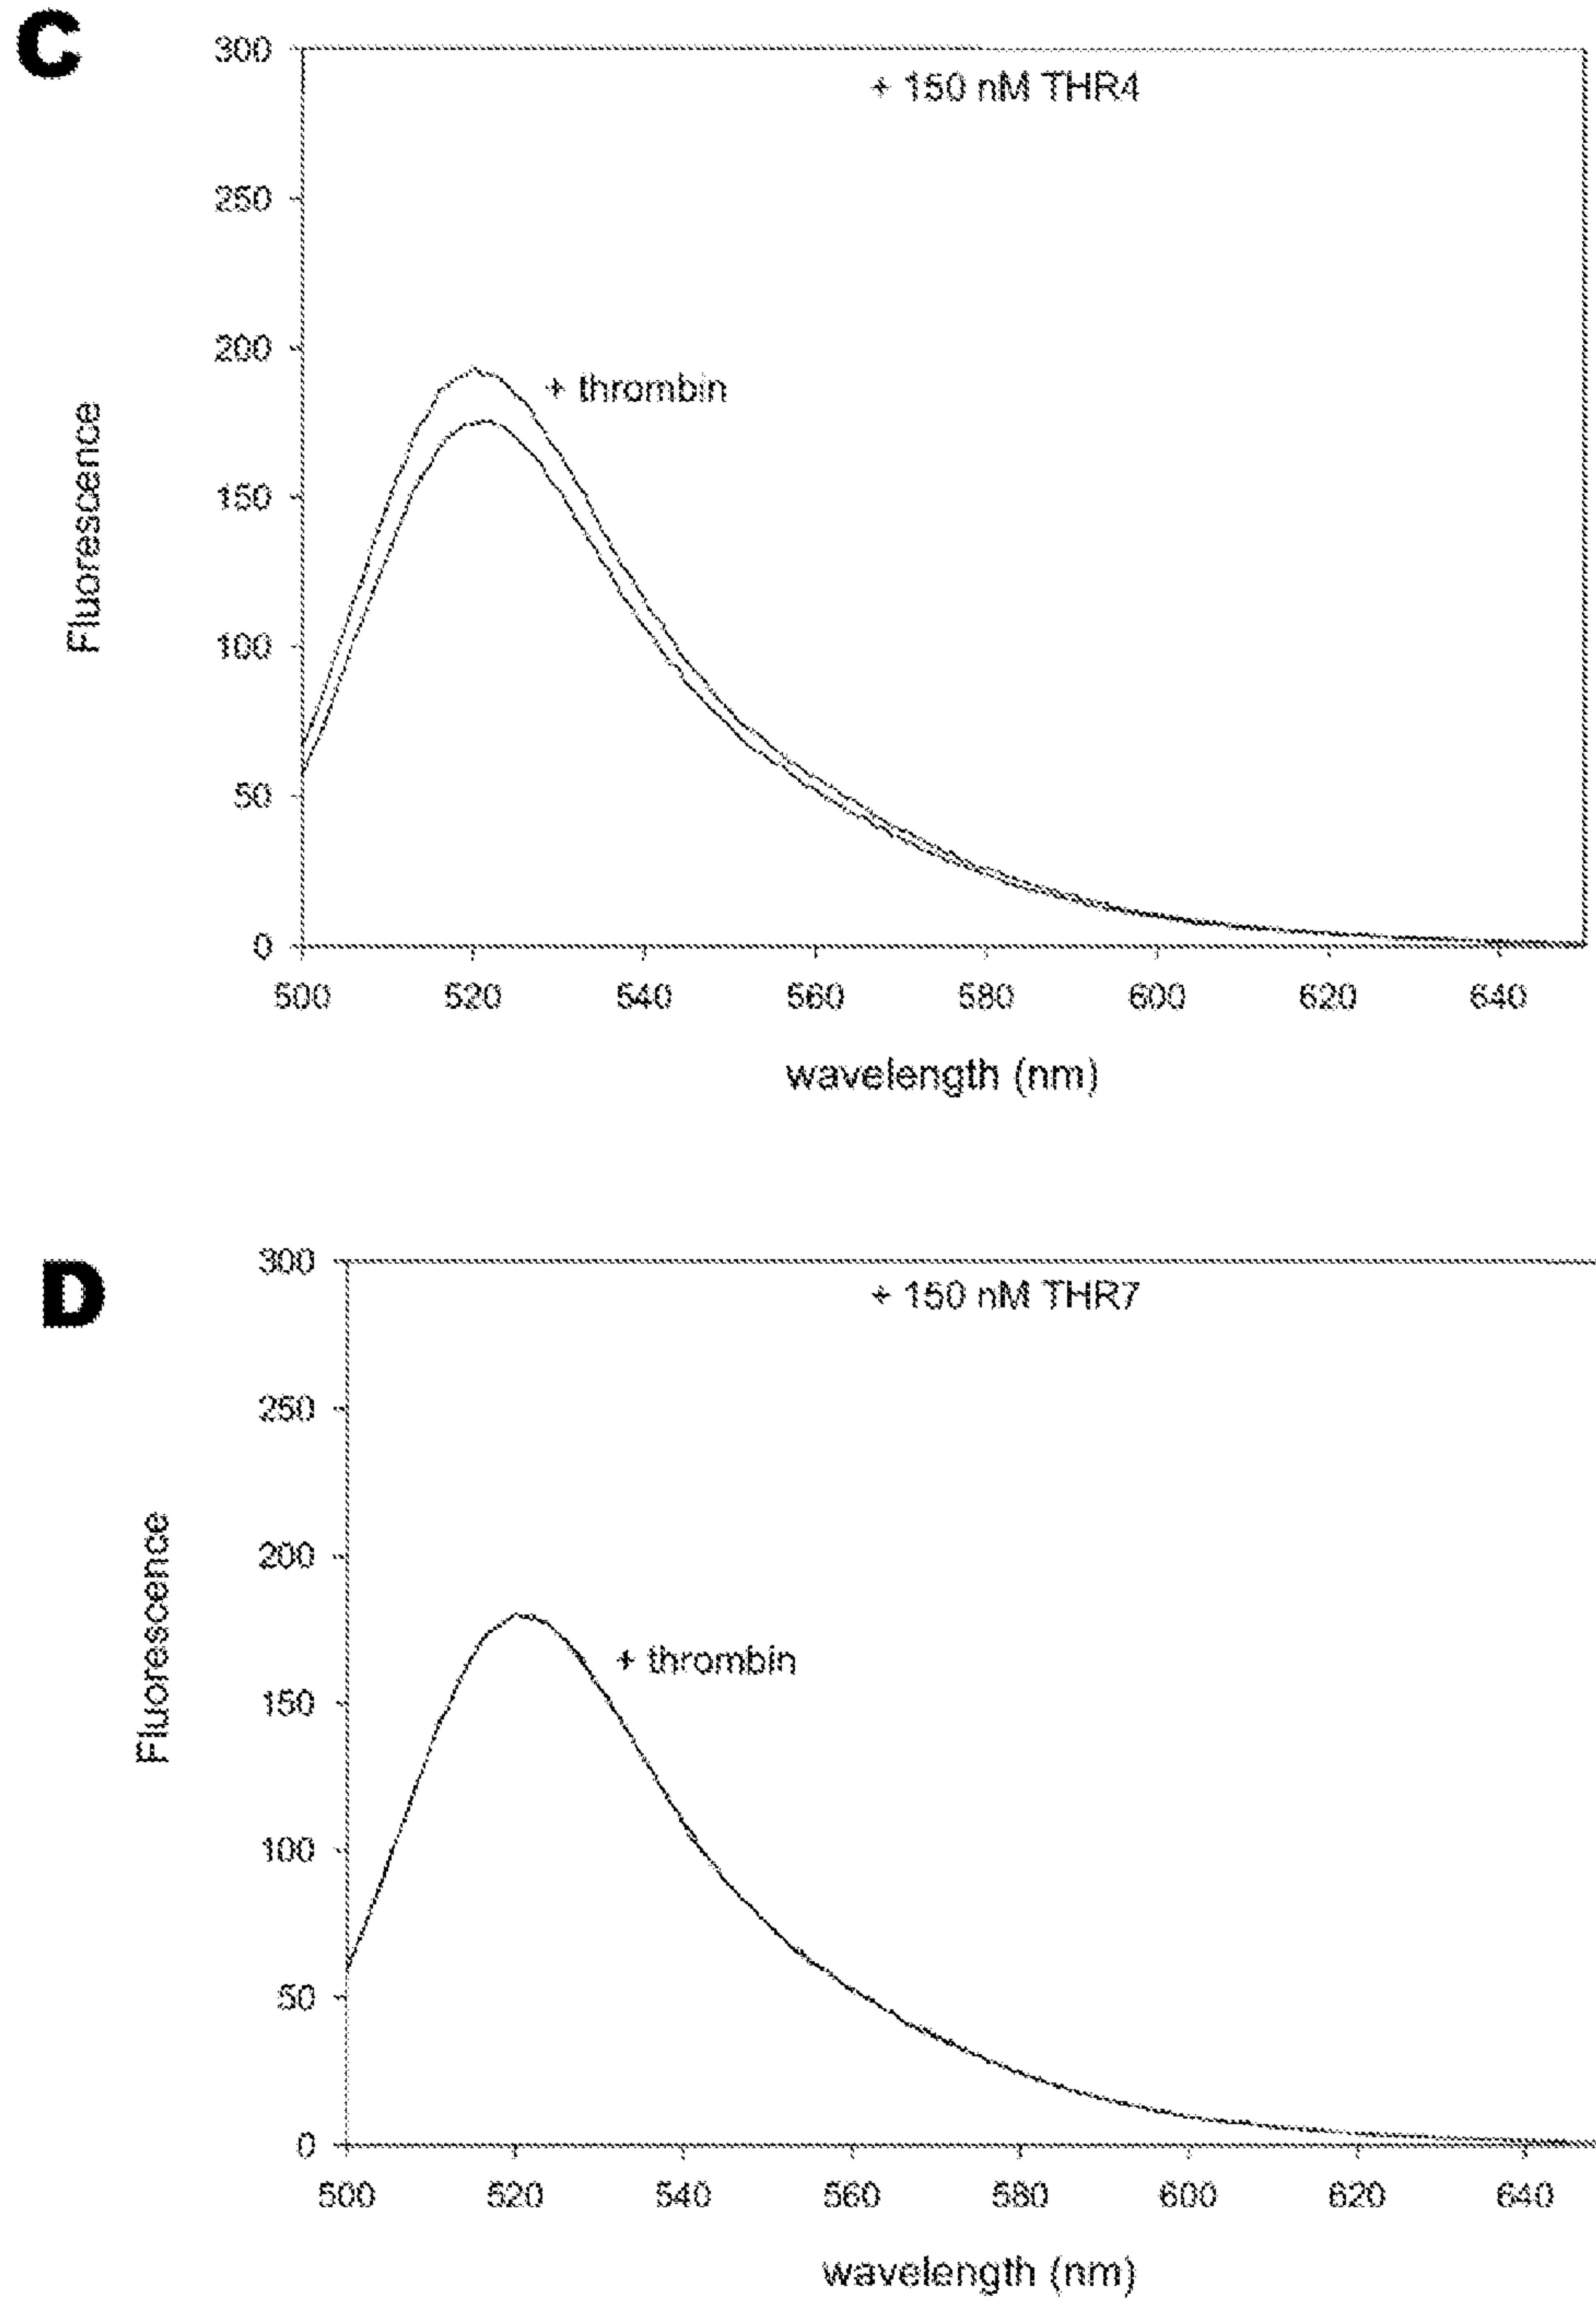 C
+ 150 nM THR4
300
250
200
150
100
50
0
Fluorescence
+ thrombin
500 520 540 560 580 600 620 640
wavelength (nm)
D
+ 150 nM THR7
300
250
200
150
100
50
0
Fluorescence
+ thrombin
500 520 540 560 580 600 620 640
wavelength (nm)